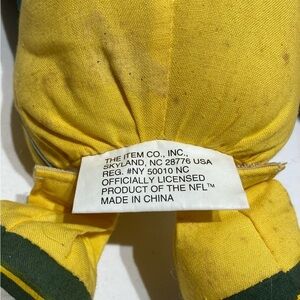 THE ITEM CO., INC.,
SKYLAND, NC 28776 USA
REG. #NY 50010 NC
OFFICIALLY LICENSED
PRODUCT OF THE NFL™
MADE IN CHINA